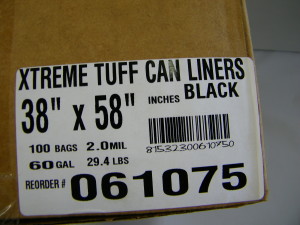 XTREME TUFF CAN LINERS
38" x 58" INCHES BLACK
100 BAGS 2.0MIL
60 GAL 29.4 LBS
81532300610750
REORDER # 061075